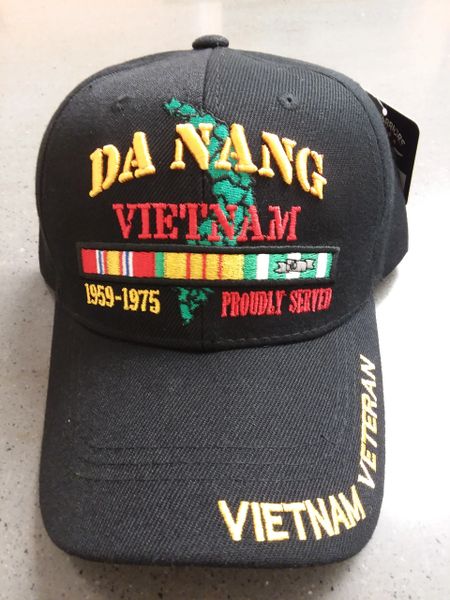 DA NANG
VIETNAM
1959-1975 PROUDLY SERVED
VIETNAM VETERAN